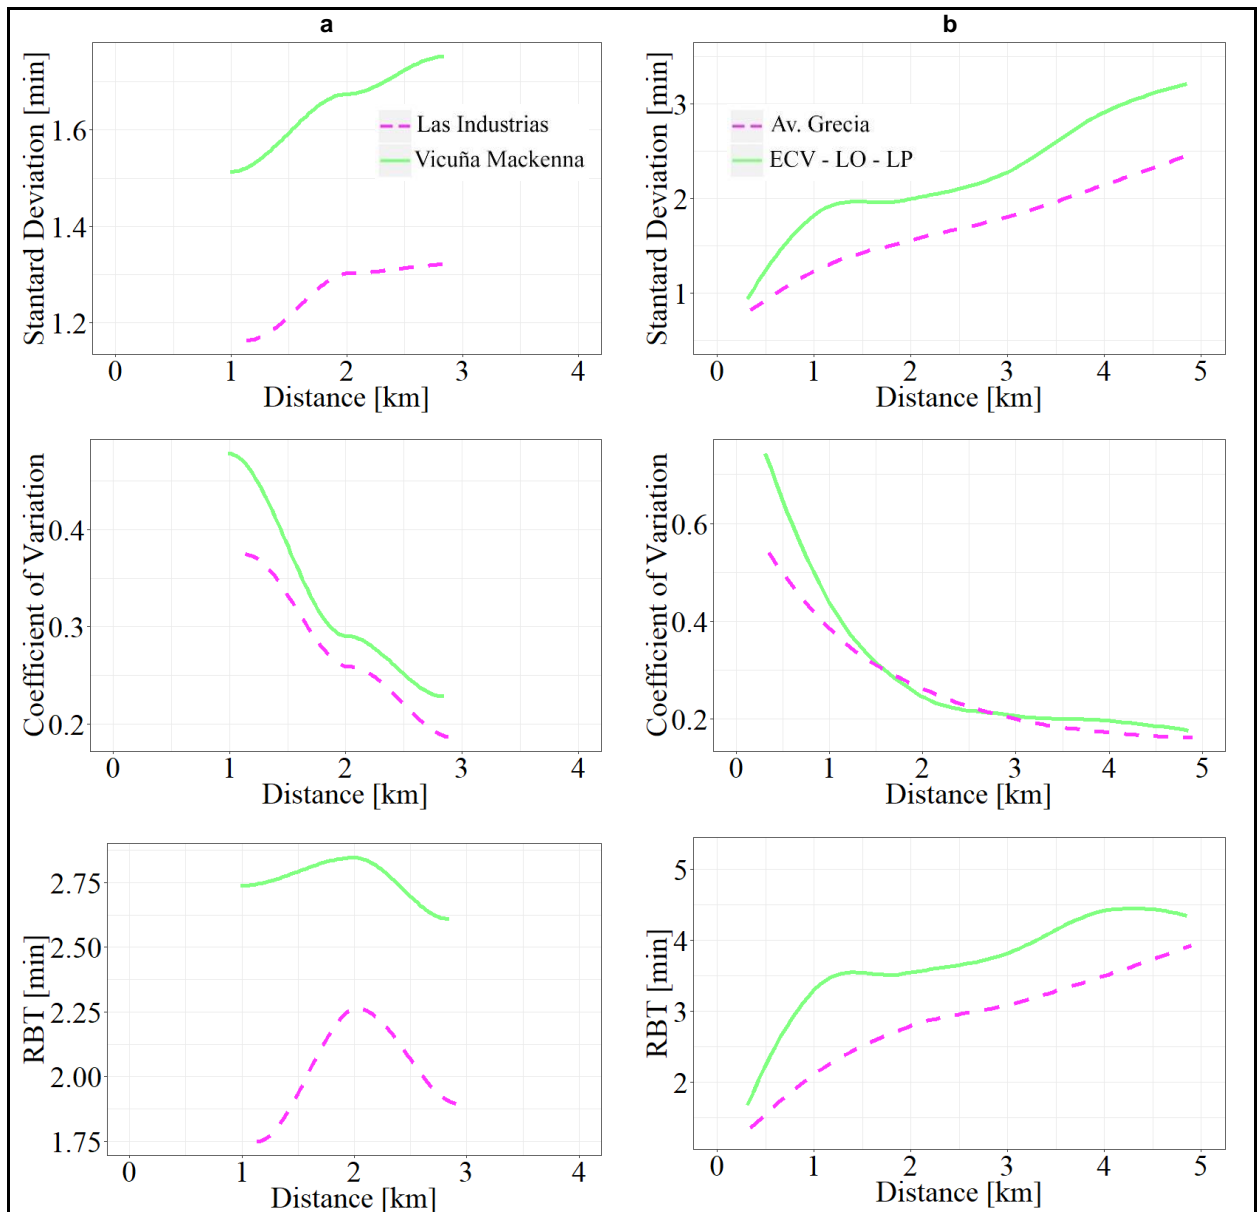 a
Stantard Deviation [min]
1.6
1.4
1.2
Las Industrias
Vicuña Mackenna
0 1 2 3 4
Distance [km]
b
Stantard Deviation [min]
3
2
1
Av. Grecia
ECV - LO - LP
0 1 2 3 4 5
Distance [km]
Coefficient of Variation
0.4
0.3
0.2
0 1 2 3 4
Distance [km]
Coefficient of Variation
0.6
0.4
0.2
0 1 2 3 4 5
Distance [km]
RBT [min]
2.75
2.50
2.25
2.00
1.75
0 1 2 3 4
Distance [km]
RBT [min]
5
4
3
2
0 1 2 3 4 5
Distance [km]